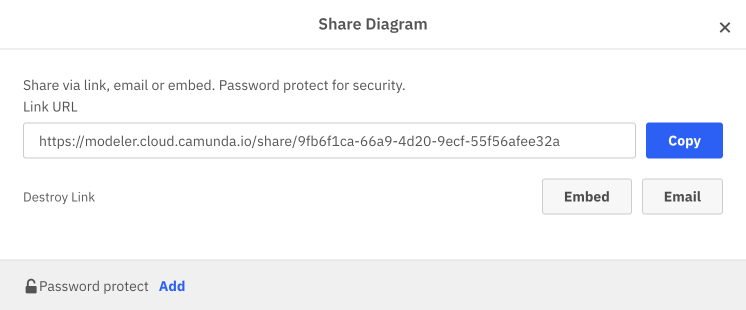 Share Diagram
Share via link, email or embed. Password protect for security.
Link URL
https://modeler.cloud.camunda.io/share/9fb6f1ca-66a9-4d20-9ecf-55f56afee32a
Copy
Destroy Link
Embed
Email
Password protect Add